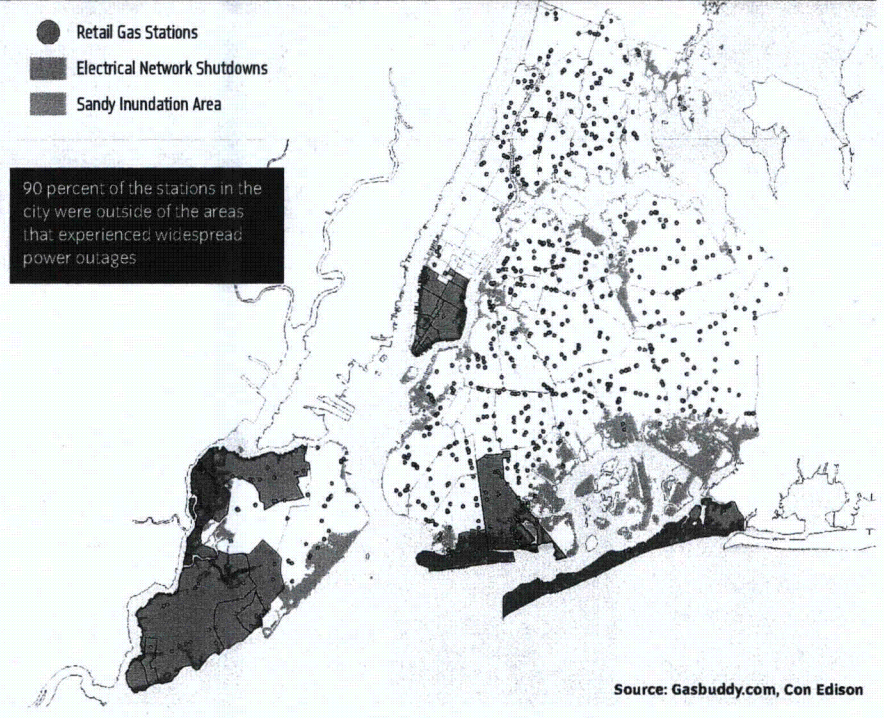 Retail Gas Stations
Electrical Network Shutdowns
Sandy Inundation Area
90 percent of the stations in the
city were outside of the areas
that experienced widespread
power outages
Source: Gasbuddy.com, Con Edison